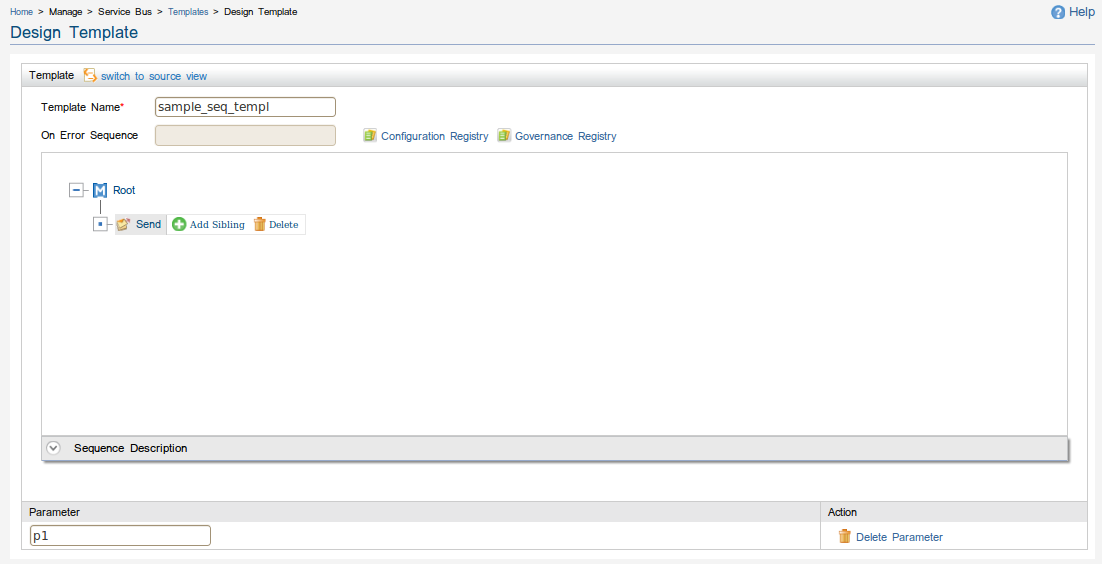 Home > Manage > Service Bus > Templates > Design Template
Help
Design Template
Template switch to source view
Template Name* sample_seq_templ
On Error Sequence Configuration Registry Governance Registry
Root
Send Add Sibling Delete
Sequence Description
Parameter Action
p1 Delete Parameter